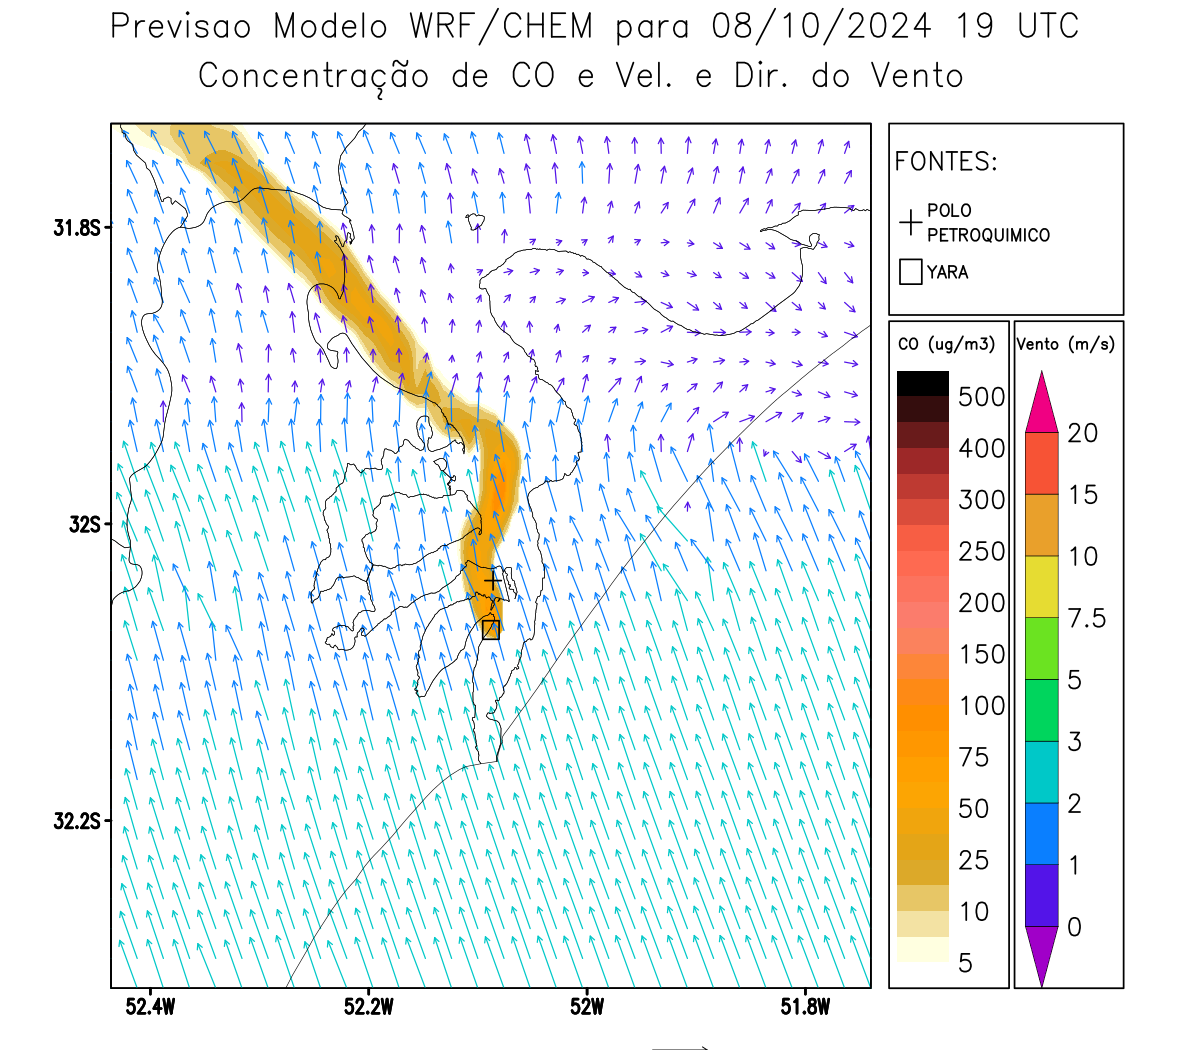 Previsao Modelo WRF/CHEM para 08/10/2024 19 UTC
Concentração de CO e Vel. e Dir. do Vento
FONTES:
POLO
PETROQUIMICO
YARA
CO (ug/m3)
500
400
300
250
200
150
100
75
50
25
10
5
Vento (m/s)
20
15
10
7.5
5
3
2
1
0
31.8S
32S
32.2S
52.4W
52.2W
52W
51.8W